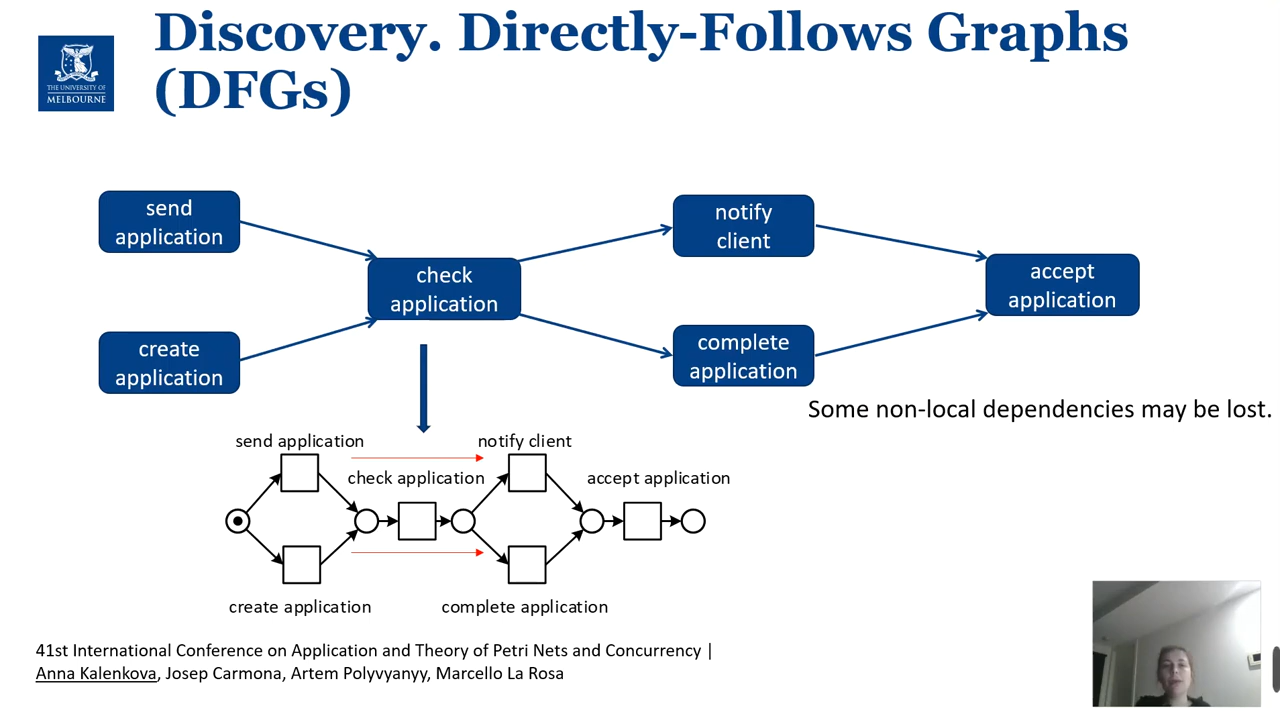 Discovery. Directly-Follows Graphs
(DFGs)
THE UNIVERSITY OF
MELBOURNE
send
application
notify
client
check
application
accept
application
create
application
complete
application
Some non-local dependencies may be lost.
send application
notify client
check application
accept application
create application
complete application
41st International Conference on Application and Theory of Petri Nets and Concurrency |
Anna Kalenkova, Josep Carmona, Artem Polyvyanyy, Marcello La Rosa